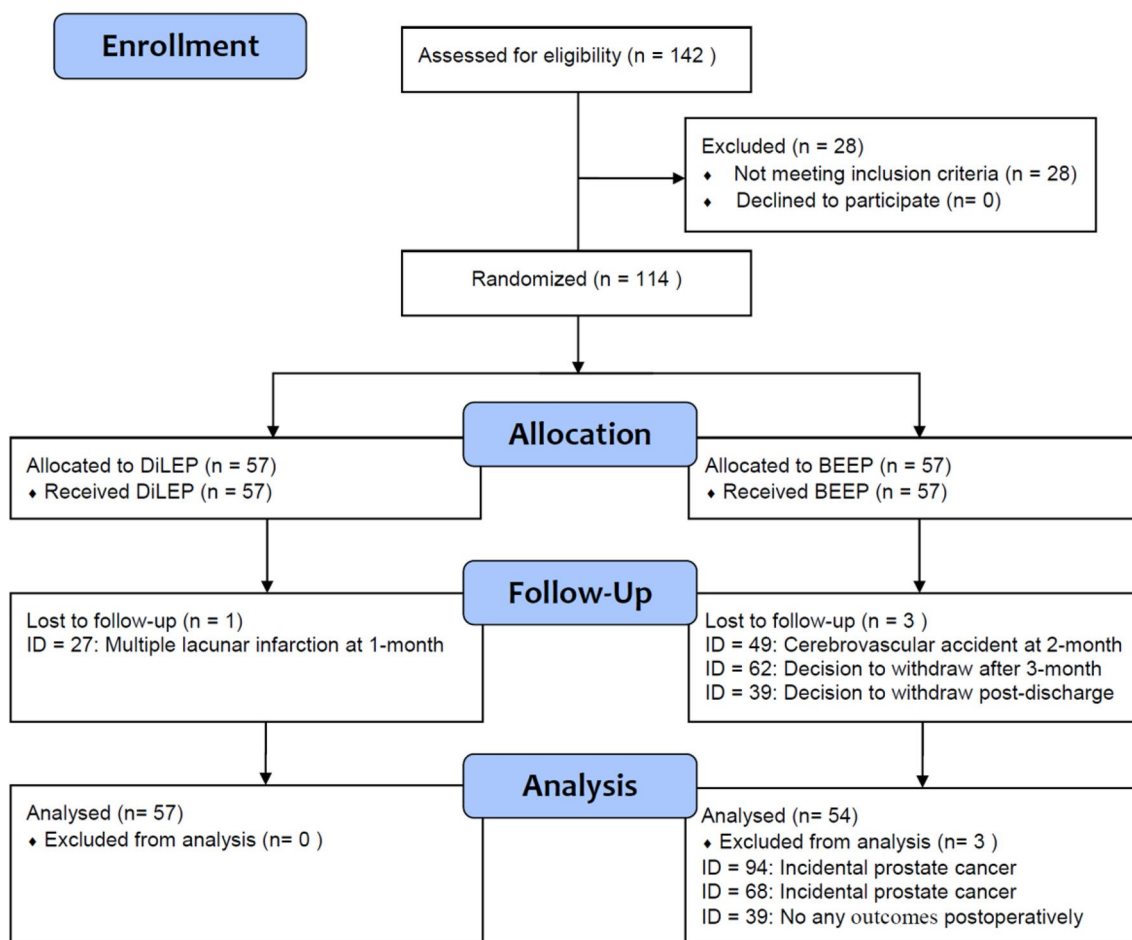 Enrollment
Assessed for eligibility (n = 142 )
Excluded (n = 28)
♦ Not meeting inclusion criteria (n = 28)
♦ Declined to participate (n= 0)
Randomized (n = 114 )
Allocation
Allocated to DiLEP (n = 57)
♦ Received DiLEP (n = 57)
Allocated to BEEP (n = 57)
♦ Received BEEP (n = 57)
Follow-Up
Lost to follow-up (n = 1)
ID = 27: Multiple lacunar infarction at 1-month
Lost to follow-up (n = 3 )
ID = 49: Cerebrovascular accident at 2-month
ID = 62: Decision to withdraw after 3-month
ID = 39: Decision to withdraw post-discharge
Analysis
Analysed (n= 57)
♦ Excluded from analysis (n= 0 )
Analysed (n= 54)
♦ Excluded from analysis (n= 3 )
ID = 94: Incidental prostate cancer
ID = 68: Incidental prostate cancer
ID = 39: No any outcomes postoperatively